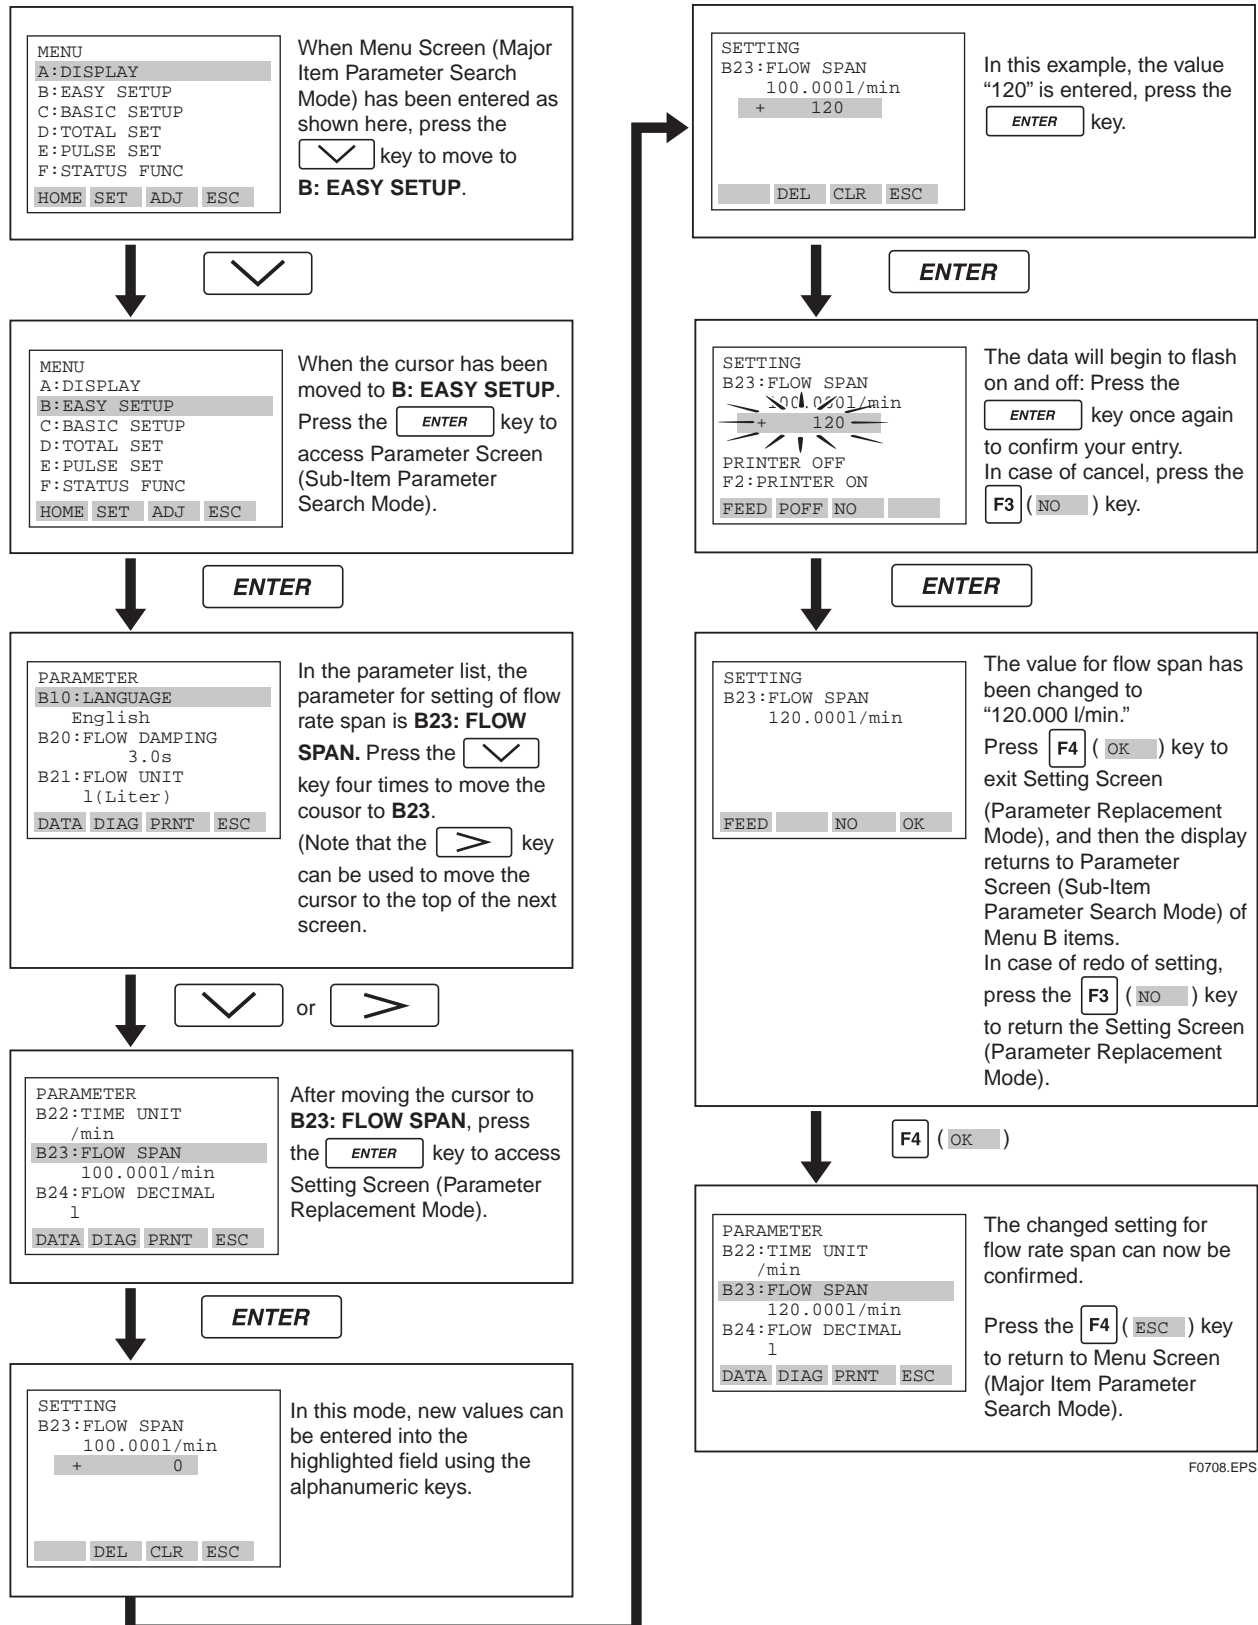 MENU
A:DISPLAY
B:EASY SETUP
C:BASIC SETUP
D:TOTAL SET
E:PULSE SET
F:STATUS FUNC
HOME SET ADJ ESC
When Menu Screen (Major
Item Parameter Search
Mode) has been entered as
shown here, press the
key to move to
B: EASY SETUP.
MENU
A:DISPLAY
B:EASY SETUP
C:BASIC SETUP
D:TOTAL SET
E:PULSE SET
F:STATUS FUNC
HOME SET ADJ ESC
When the cursor has been
moved to B: EASY SETUP.
Press the ENTER key to
access Parameter Screen
(Sub-Item Parameter
Search Mode).
ENTER
PARAMETER
B10:LANGUAGE
English
B20:FLOW DAMPING
3.0s
B21:FLOW UNIT
l(Liter)
DATA DIAG PRNT ESC
In the parameter list, the
parameter for setting of flow
rate span is B23: FLOW
SPAN. Press the
key four times to move the
cousor to B23.
(Note that the key
can be used to move the
cursor to the top of the next
screen.
or
PARAMETER
B22:TIME UNIT
/min
B23:FLOW SPAN
100.000l/min
B24:FLOW DECIMAL
l
DATA DIAG PRNT ESC
After moving the cursor to
B23: FLOW SPAN, press
the ENTER key to access
Setting Screen (Parameter
Replacement Mode).
ENTER
SETTING
B23:FLOW SPAN
100.000l/min
+ 0
DEL CLR ESC
In this mode, new values can
be entered into the
highlighted field using the
alphanumeric keys.
SETTING
B23:FLOW SPAN
100.000l/min
+ 120
DEL CLR ESC
In this example, the value
“120” is entered, press the
ENTER key.
ENTER
SETTING
B23:FLOW SPAN
100.000l/min
+ 120
PRINTER OFF
F2:PRINTER ON
FEED POFF NO
The data will begin to flash
on and off: Press the
ENTER key once again
to confirm your entry.
In case of cancel, press the
F3 ( NO ) key.
ENTER
SETTING
B23:FLOW SPAN
120.000l/min
FEED NO OK
The value for flow span has
been changed to
“120.000 l/min.”
Press F4 ( OK ) key to
exit Setting Screen
(Parameter Replacement
Mode), and then the display
returns to Parameter
Screen (Sub-Item
Parameter Search Mode) of
Menu B items.
In case of redo of setting,
press the F3 ( NO ) key
to return the Setting Screen
(Parameter Replacement
Mode).
F4 ( OK )
PARAMETER
B22:TIME UNIT
/min
B23:FLOW SPAN
120.000l/min
B24:FLOW DECIMAL
l
DATA DIAG PRNT ESC
The changed setting for
flow rate span can now be
confirmed.
Press the F4 ( ESC ) key
to return to Menu Screen
(Major Item Parameter
Search Mode).
F0708.EPS